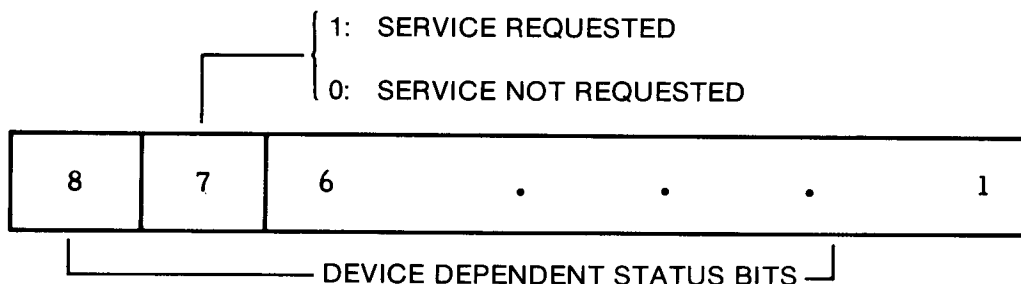 1: SERVICE REQUESTED
0: SERVICE NOT REQUESTED
8 7 6 . . . 1
DEVICE DEPENDENT STATUS BITS